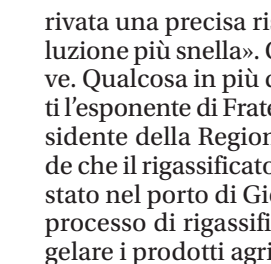 rivata una precisa ri
luzione più snella». C
ve. Qualcosa in più
ti l'esponente di Frate
sidente della Region
de che il rigassificato
stato nel porto di Gi
processo di rigassifi
gelare i prodotti agri